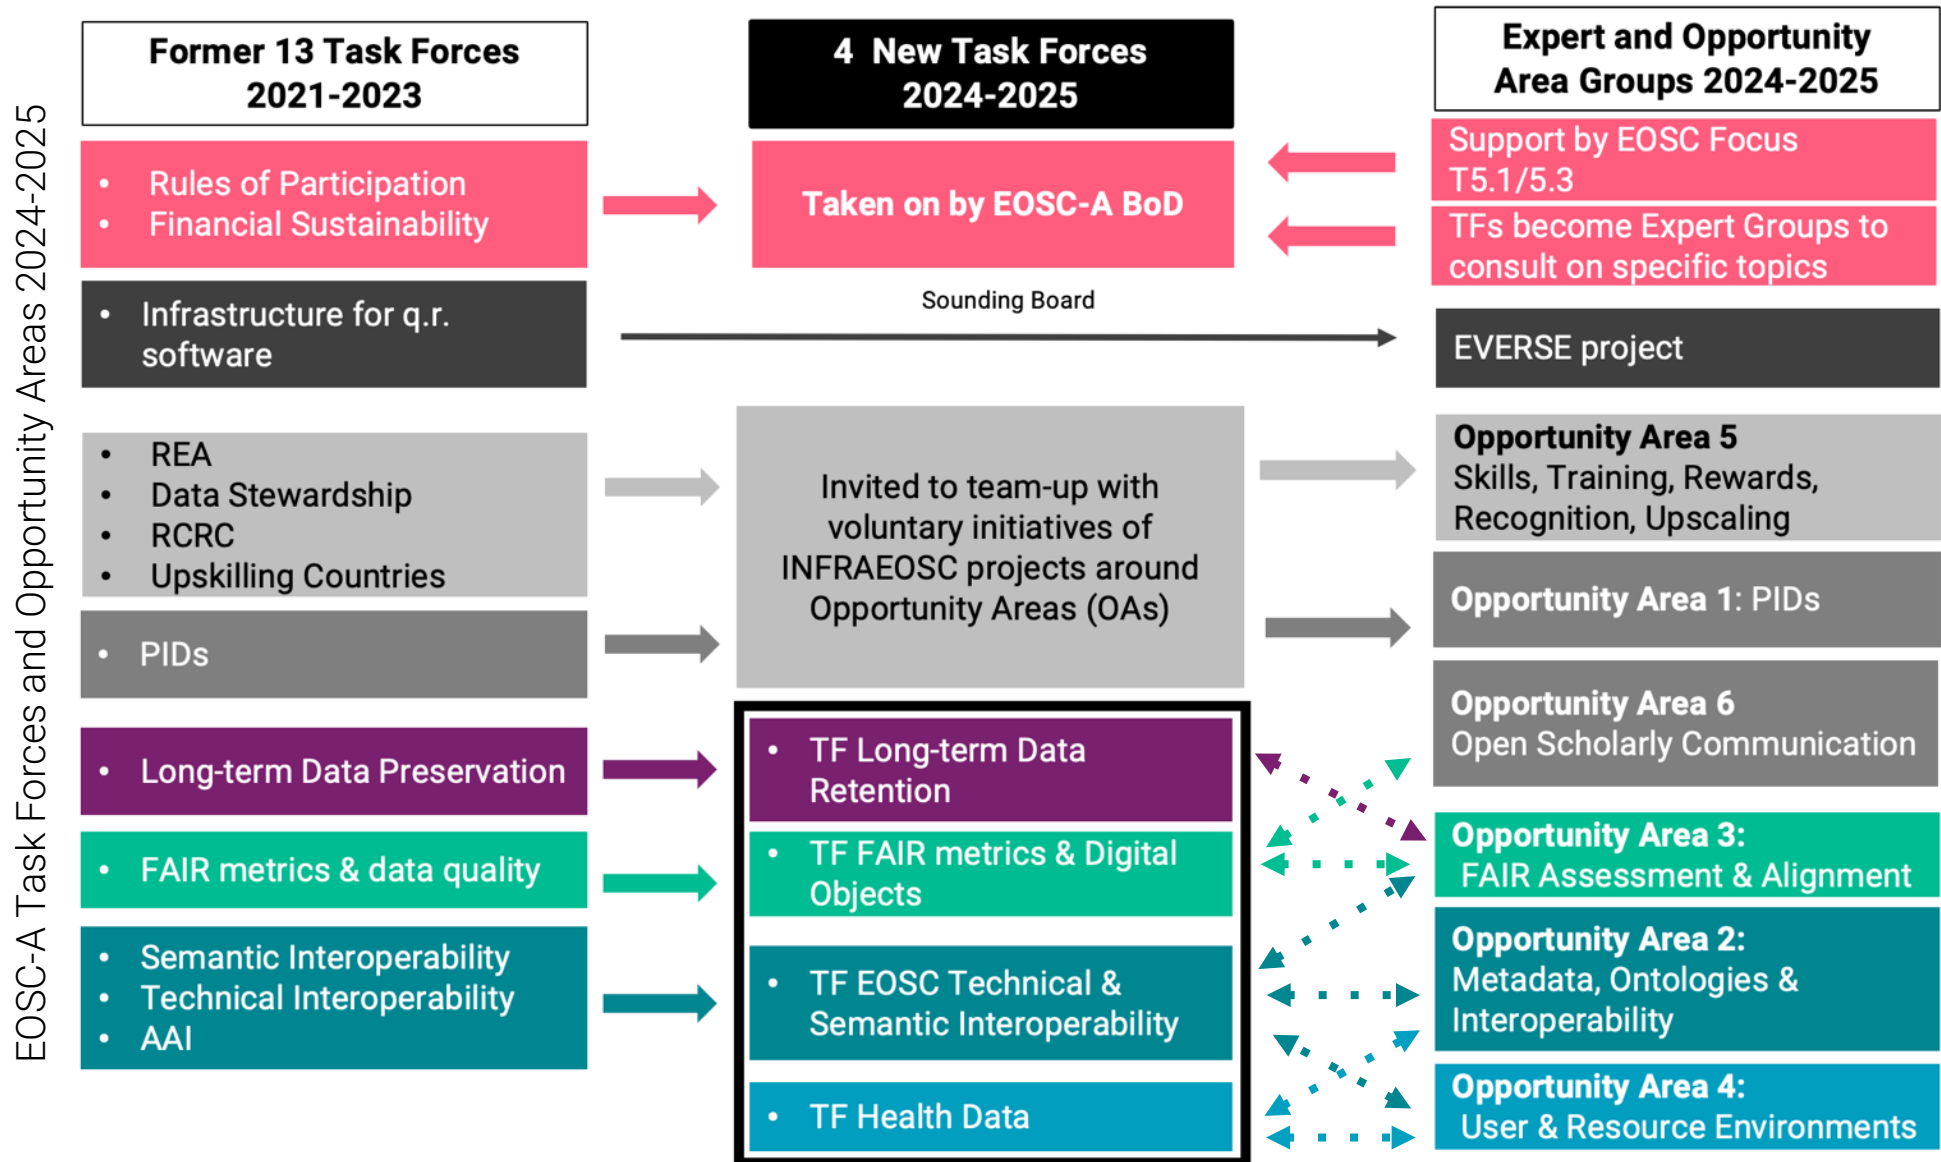 EOSC-A Task Forces and Opportunity Areas 2024-2025
Former 13 Task Forces
2021-2023
• Rules of Participation
• Financial Sustainability
• Infrastructure for q.r.
software
• REA
• Data Stewardship
• RCRC
• Upskilling Countries
• PIDs
• Long-term Data Preservation
• FAIR metrics & data quality
• Semantic Interoperability
• Technical Interoperability
• AAI
4 New Task Forces
2024-2025
Taken on by EOSC-A BoD
Sounding Board
Invited to team-up with
voluntary initiatives of
INFRAEOSC projects around
Opportunity Areas (OAs)
• TF Long-term Data
Retention
• TF FAIR metrics & Digital
Objects
• TF EOSC Technical &
Semantic Interoperability
• TF Health Data
Expert and Opportunity
Area Groups 2024-2025
Support by EOSC Focus
T5.1/5.3
TFs become Expert Groups to
consult on specific topics
EVERSE project
Opportunity Area 5
Skills, Training, Rewards,
Recognition, Upscaling
Opportunity Area 1: PIDs
Opportunity Area 6
Open Scholarly Communication
Opportunity Area 3:
FAIR Assessment & Alignment
Opportunity Area 2:
Metadata, Ontologies &
Interoperability
Opportunity Area 4:
User & Resource Environments